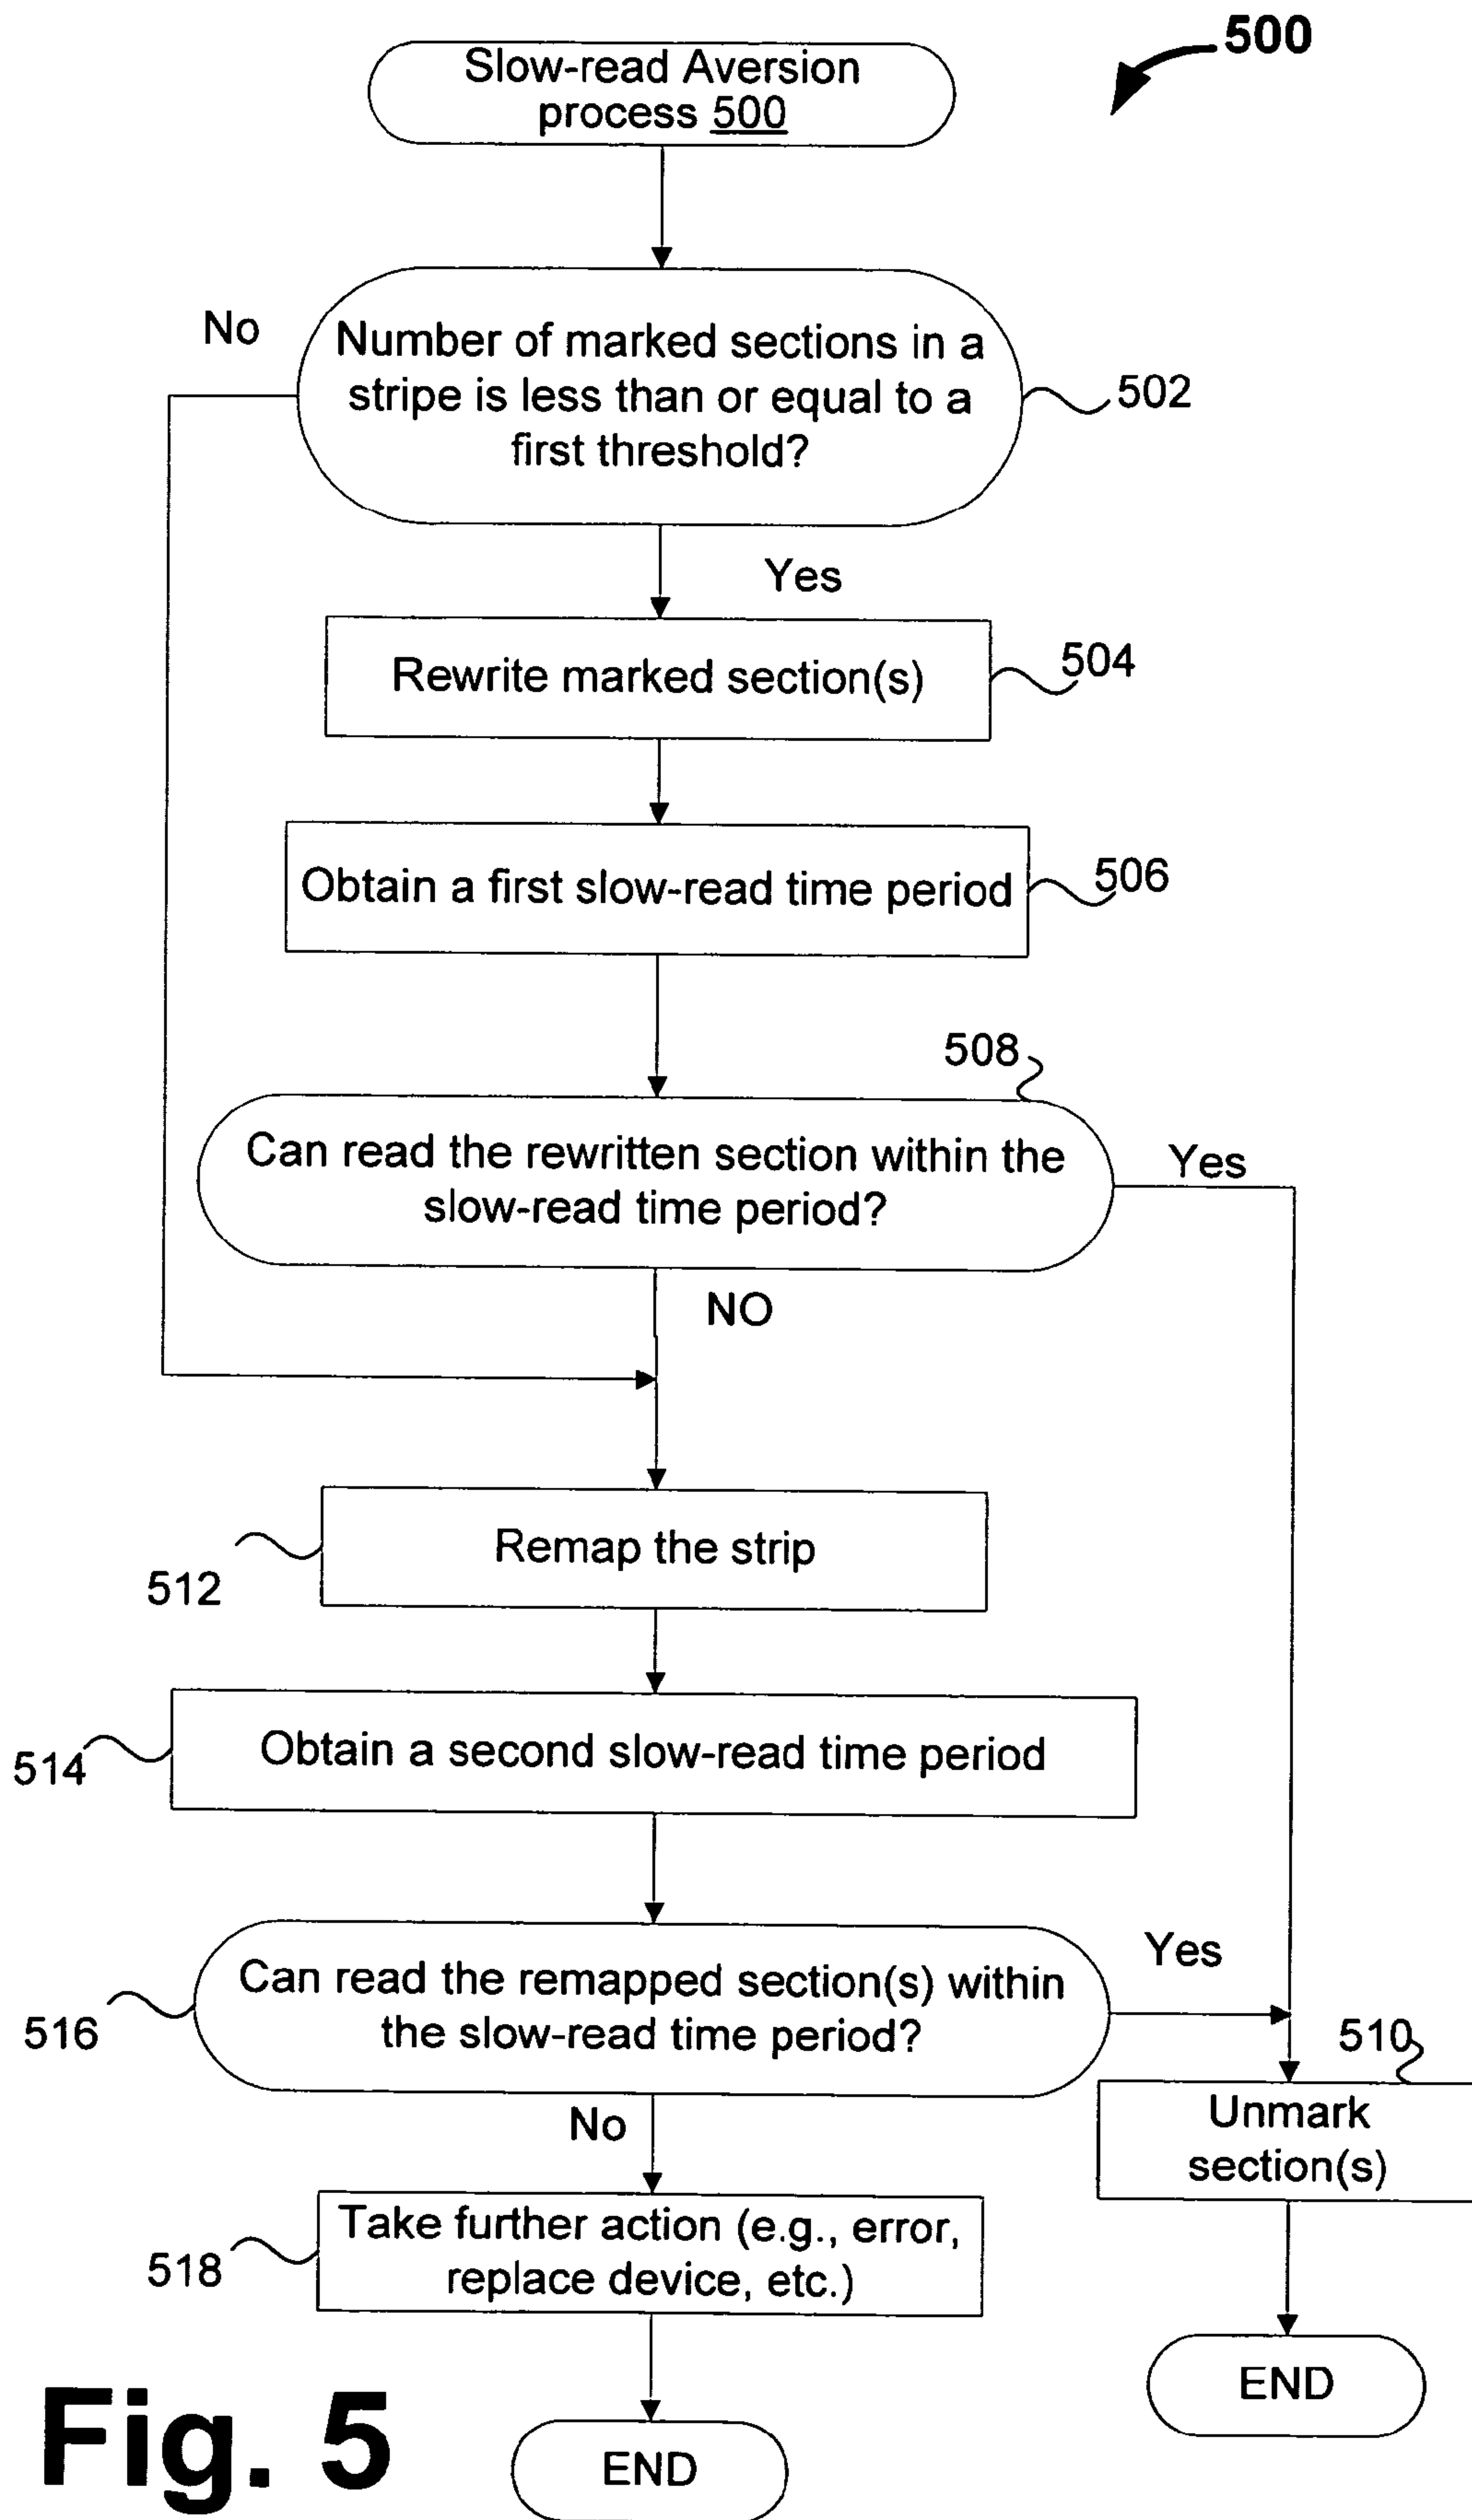 500
Slow-read Aversion
process 500
No
Number of marked sections in a
stripe is less than or equal to a
first threshold?
502
Yes
Rewrite marked section(s)
504
Obtain a first slow-read time period
506
508
Can read the rewritten section within the
slow-read time period?
Yes
NO
Remap the strip
512
Obtain a second slow-read time period
514
Can read the remapped section(s) within
the slow-read time period?
Yes
516
510
Unmark
section(s)
No
Take further action (e.g., error,
replace device, etc.)
518
END
END
Fig. 5